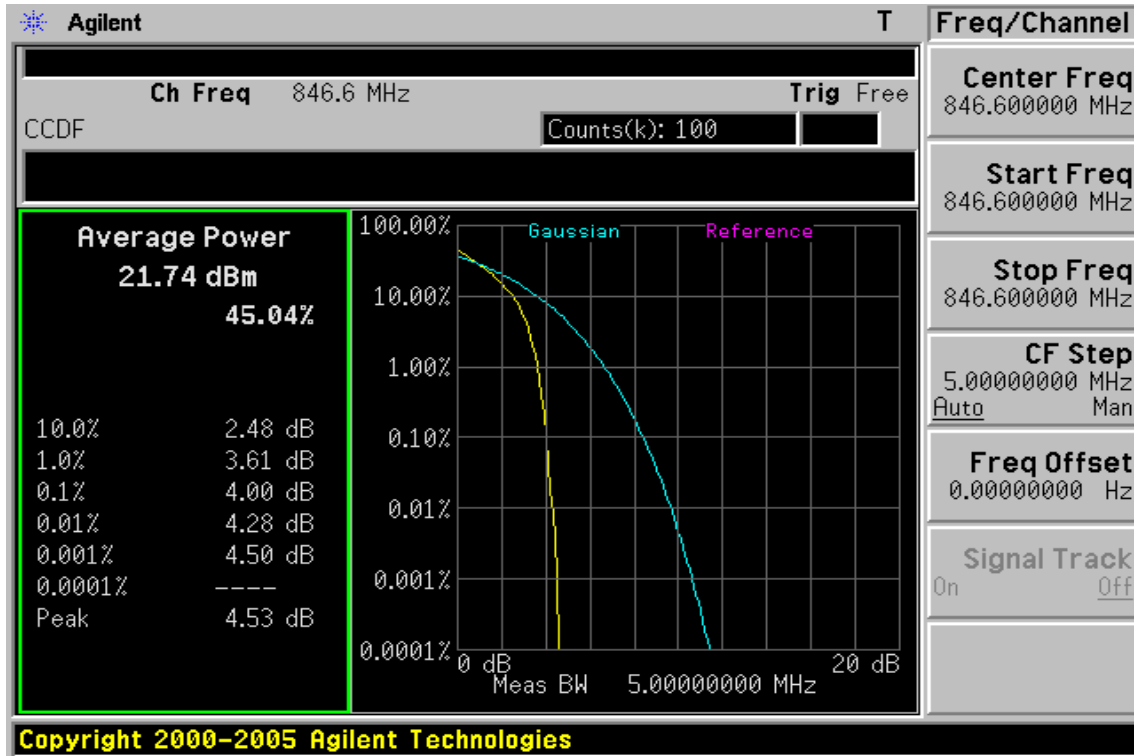 Agilent T
Ch Freq 846.6 MHz Trig Free
CCDF Counts(k): 100
Average Power
21.74 dBm
45.04%
10.0% 2.48 dB
1.0% 3.61 dB
0.1% 4.00 dB
0.01% 4.28 dB
0.001% 4.50 dB
0.0001% ----
Peak 4.53 dB
Gaussian Reference
100.00%
10.00%
1.00%
0.10%
0.01%
0.001%
0.0001%
0 dB 20 dB
Meas BW 5.00000000 MHz
Freq/Channel
Center Freq
846.600000 MHz
Start Freq
846.600000 MHz
Stop Freq
846.600000 MHz
CF Step
5.00000000 MHz
Auto Man
Freq Offset
0.00000000 Hz
Signal Track
On Off
Copyright 2000-2005 Agilent Technologies